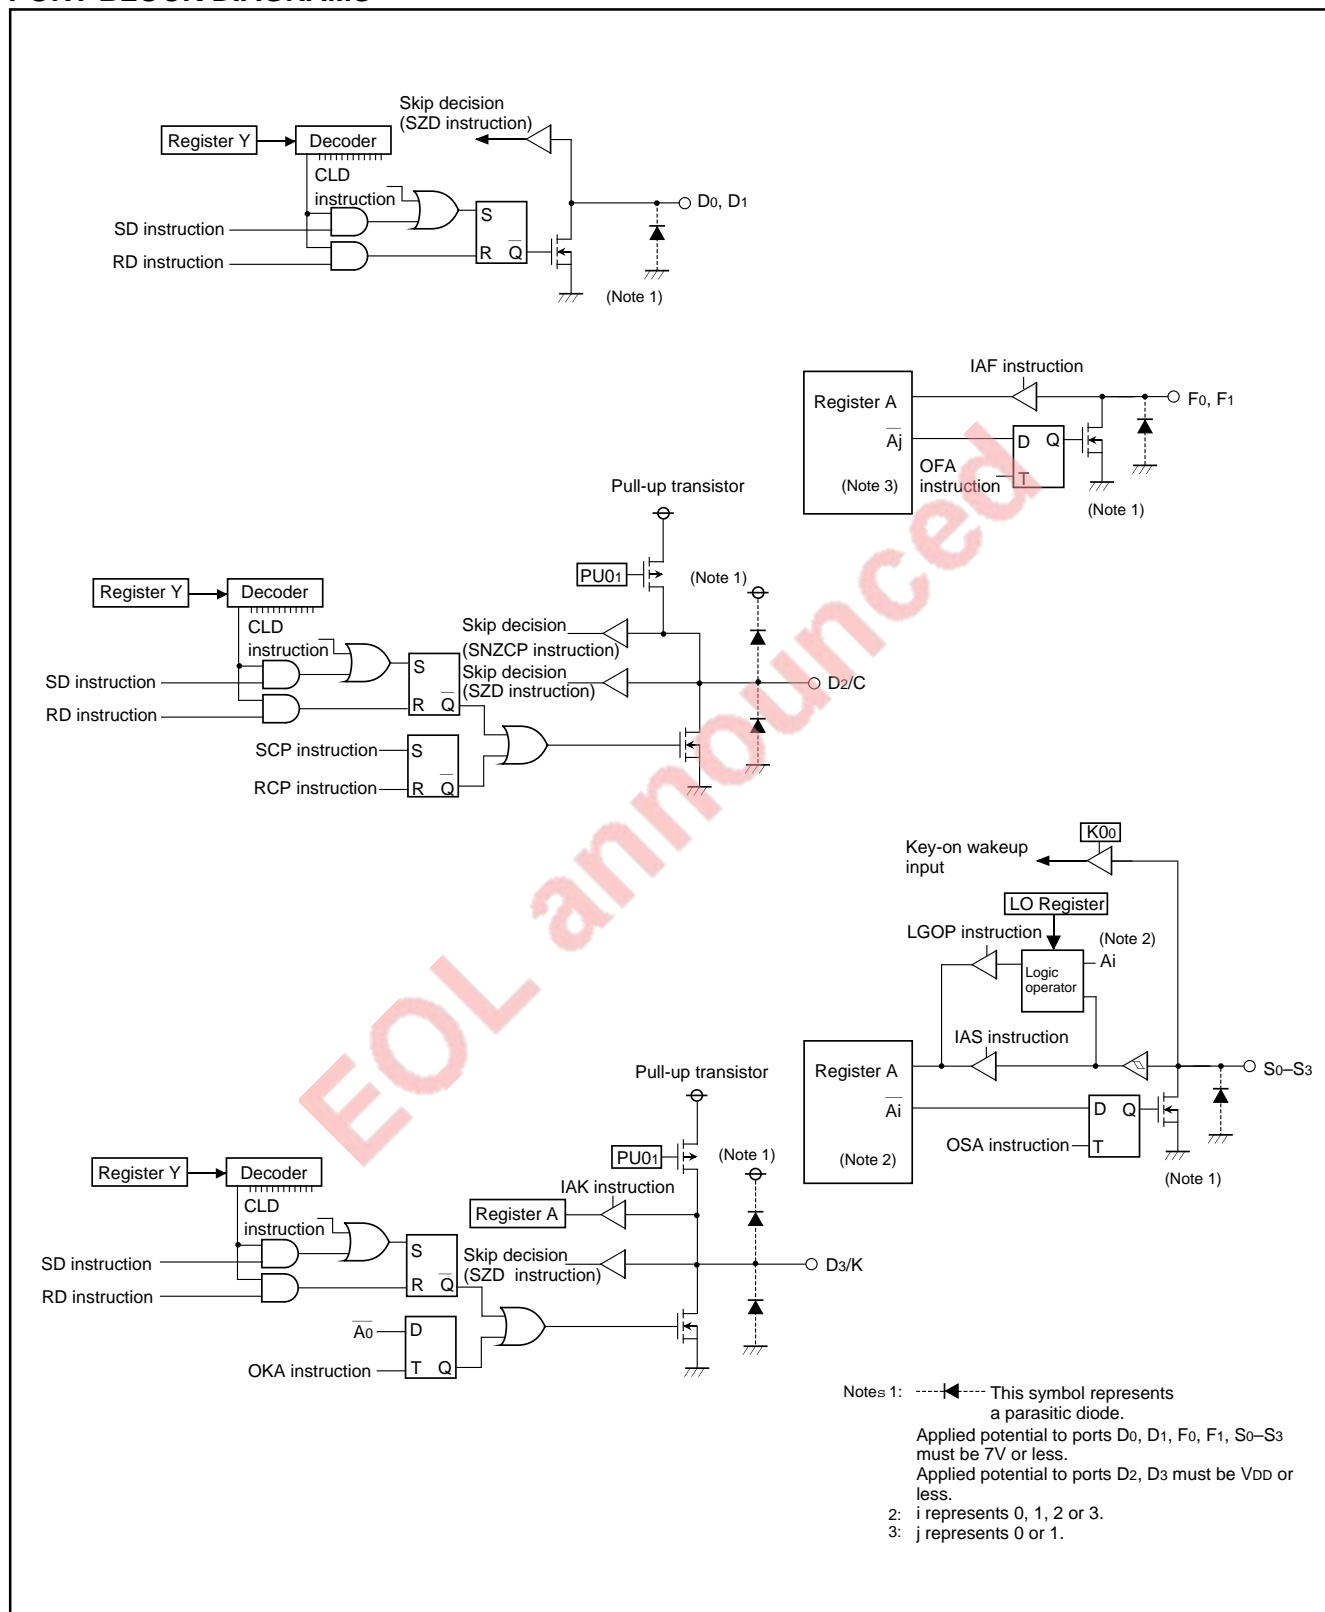 Skip decision
(SZD instruction)
Register Y
Decoder
CLD
instruction
SD instruction
RD instruction
S
R Q
D0, D1
(Note 1)
IAF instruction
Register A
F0, F1
Aj
D Q
OFA
instruction
T
(Note 3)
(Note 1)
Pull-up transistor
PU01
(Note 1)
Register Y
Decoder
CLD
instruction
Skip decision
(SNZCP instruction)
Skip decision
(SZD instruction)
SD instruction
RD instruction
S
R Q
D2/C
SCP instruction
RCP instruction
S
R Q
K00
Key-on wakeup
input
LO Register
LGOP instruction
(Note 2)
Ai
Logic
operator
IAS instruction
Register A
S0–S3
Ai
D Q
OSA instruction
T
(Note 2)
(Note 1)
Pull-up transistor
PU01
(Note 1)
Register Y
Decoder
CLD
instruction
IAK instruction
Register A
Skip decision
(SZD instruction)
SD instruction
RD instruction
S
R Q
D3/K
A0
D
OKA instruction
T Q
Notes 1: This symbol represents
a parasitic diode.
Applied potential to ports D0, D1, F0, F1, S0–S3
must be 7V or less.
Applied potential to ports D2, D3 must be VDD or
less.
2: i represents 0, 1, 2 or 3.
3: j represents 0 or 1.
EOL announced